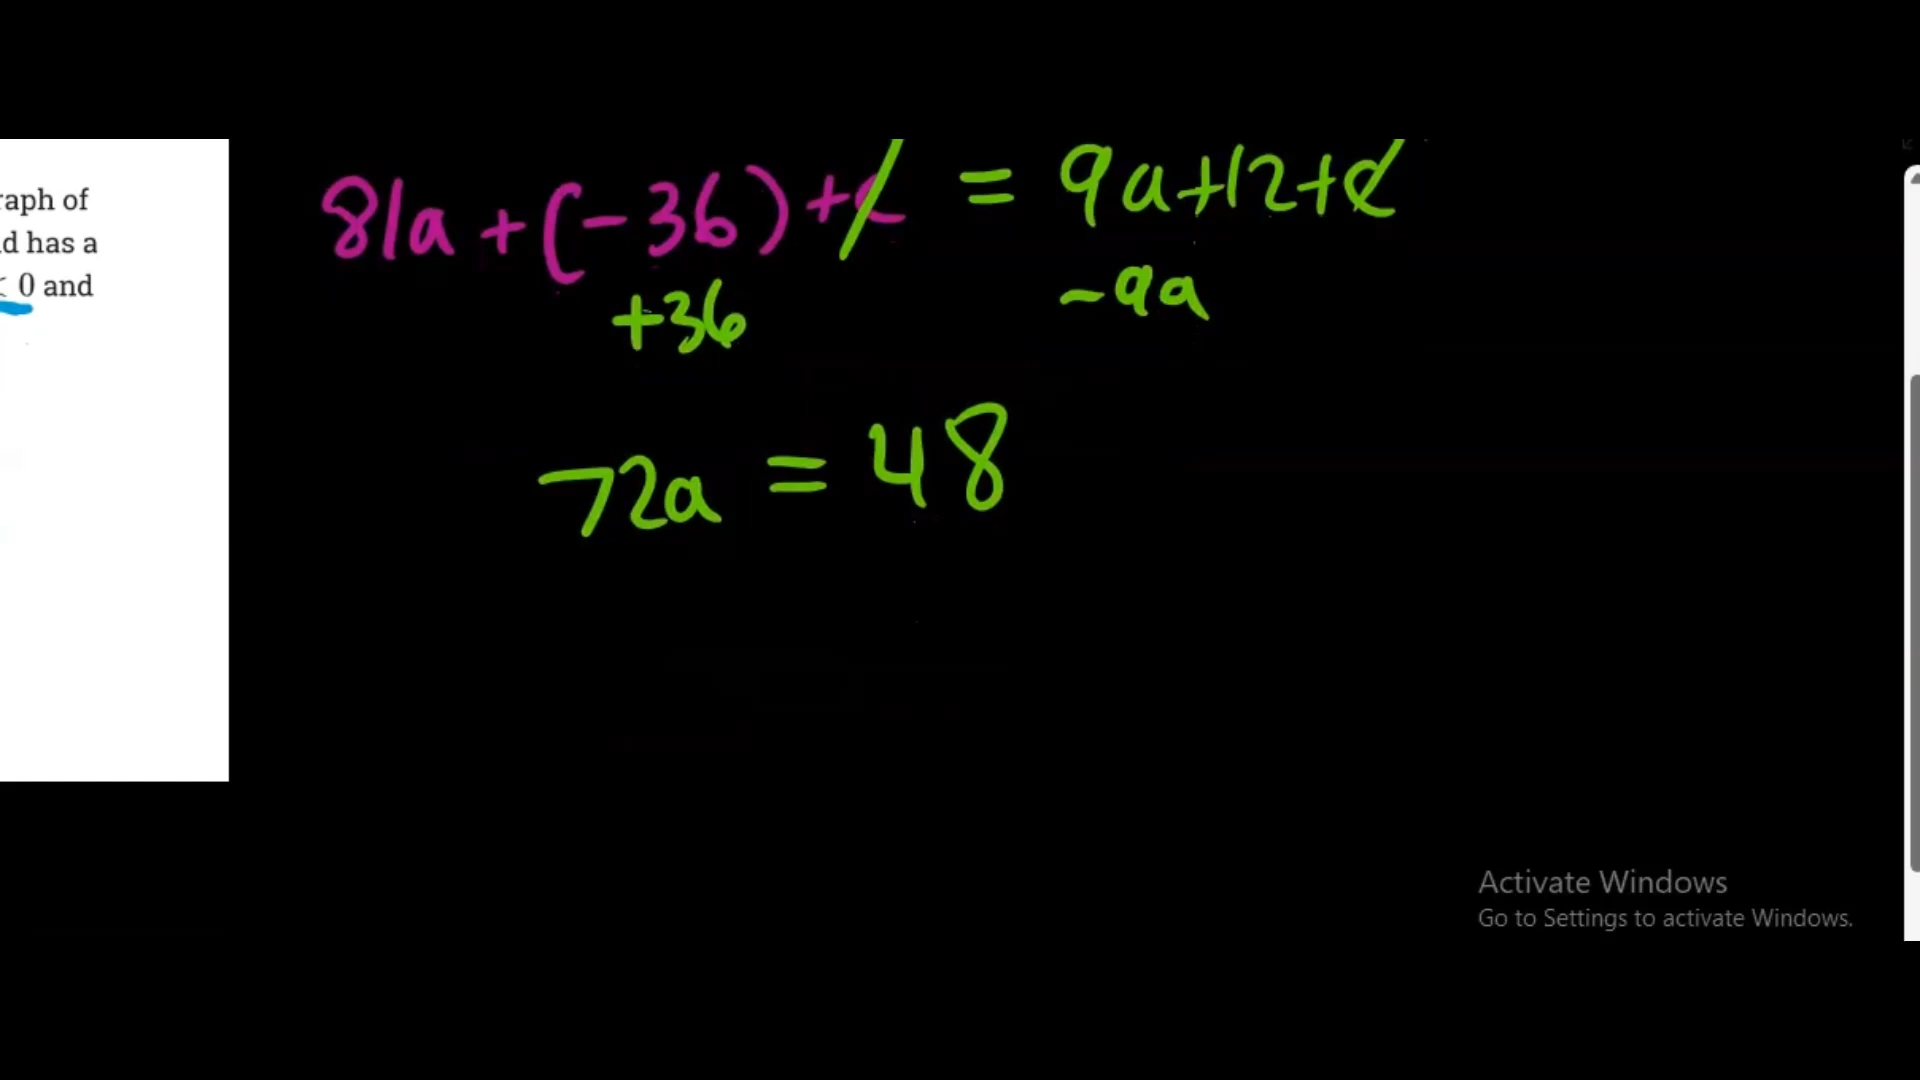 raph of
d has a
< 0 and
81a + (-36) + c = 9a + 12 + c
+36 -9a
72a = 48
Activate Windows
Go to Settings to activate Windows.